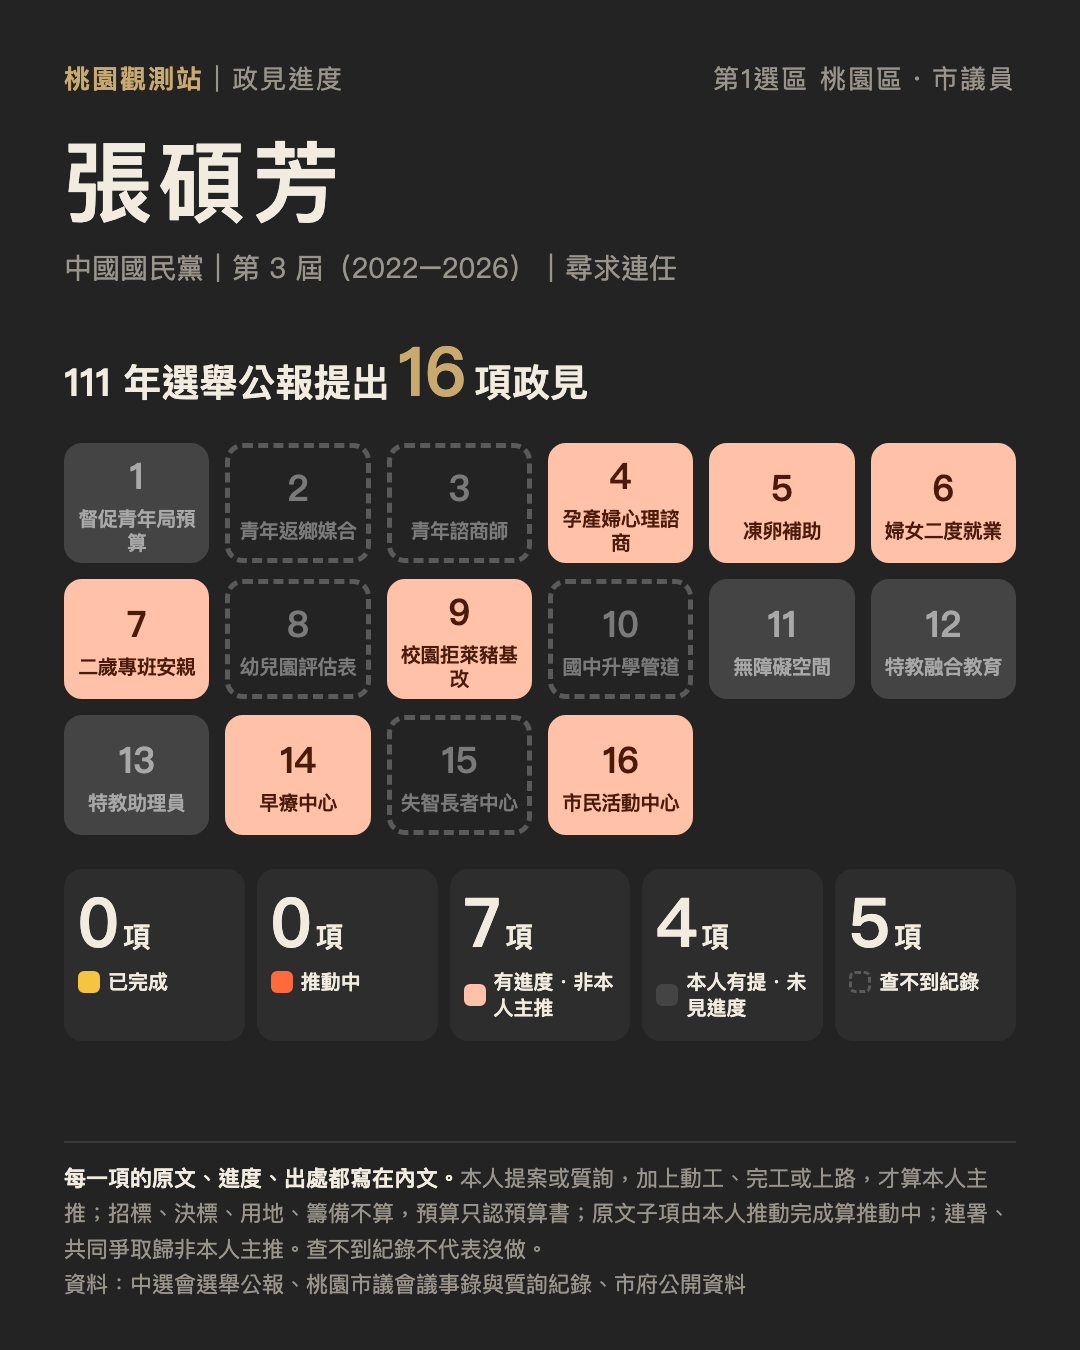 桃園觀測站｜政見進度
第1選區 桃園區・市議員
張碩芳
中國國民黨｜第 3 屆（2022—2026）｜尋求連任
111 年選舉公報提出 16 項政見
1
督促青年局預
算
2
青年返鄉媒合
3
青年諮商師
4
孕產婦心理諮
商
5
凍卵補助
6
婦女二度就業
7
二歲專班安親
8
幼兒園評估表
9
校園拒萊豬基
改
10
國中升學管道
11
無障礙空間
12
特教融合教育
13
特教助理員
14
早療中心
15
失智長者中心
16
市民活動中心
0項
已完成
0項
推動中
7項
有進度・非本
人主推
4項
本人有提・未
見進度
5項
查不到紀錄
每一項的原文、進度、出處都寫在內文。本人提案或質詢，加上動工、完工或上路，才算本人主
推；招標、決標、用地、籌備不算，預算只認預算書；原文子項由本人推動完成算推動中；連署、
共同爭取歸非本人主推。查不到紀錄不代表沒做。
資料：中選會選舉公報、桃園市議會議事錄與質詢紀錄、市府公開資料